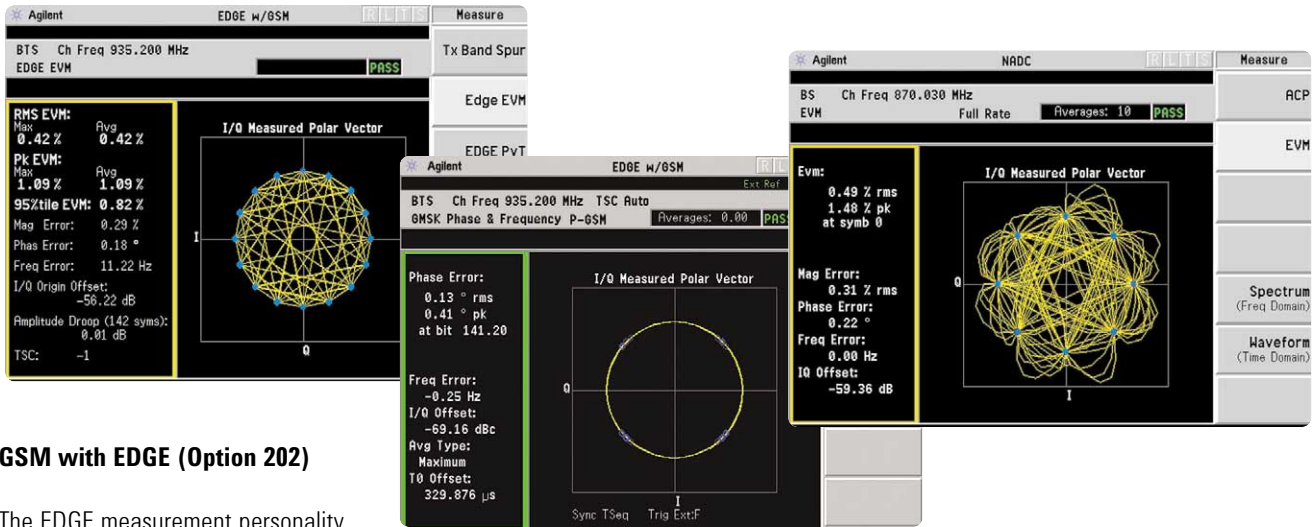 Agilent EDGE w/GSM R L T S Measure
BTS Ch Freq 935.200 MHz
EDGE EVM PASS
Tx Band Spur
Edge EVM
EDGE PvT
RMS EVM:
Max Avg
0.42 % 0.42 %
Pk EVM:
Max Avg
1.09 % 1.09 %
95%tile EVM: 0.82 %
Mag Error: 0.29 %
Phas Error: 0.18 °
Freq Error: 11.22 Hz
I/Q Origin Offset:
-56.22 dB
Amplitude Droop (142 syms):
0.01 dB
TSC: -1
I/Q Measured Polar Vector
I
Q
Agilent EDGE w/GSM R L
Ext Ref
BTS Ch Freq 935.200 MHz TSC Auto
GMSK Phase & Frequency P-GSM Averages: 0.00 PAS
Phase Error:
0.13 ° rms
0.41 ° pk
at bit 141.20
Freq Error:
-0.25 Hz
I/Q Offset:
-69.16 dBc
Avg Type:
Maximum
T0 Offset:
329.876 µs
I/Q Measured Polar Vector
Q
I
Sync TSeq Trig Ext:F
Agilent NADC R L T S Measure
BS Ch Freq 870.030 MHz
EVM Full Rate Averages: 10 PASS
ACP
EVM
Spectrum
(Freq Domain)
Waveform
(Time Domain)
Evm:
0.49 % rms
1.48 % pk
at symb 0
Mag Error:
0.31 % rms
Phase Error:
0.22 °
Freq Error:
0.00 Hz
IQ Offset:
-59.36 dB
I/Q Measured Polar Vector
Q
I
GSM with EDGE (Option 202)
The EDGE measurement personality